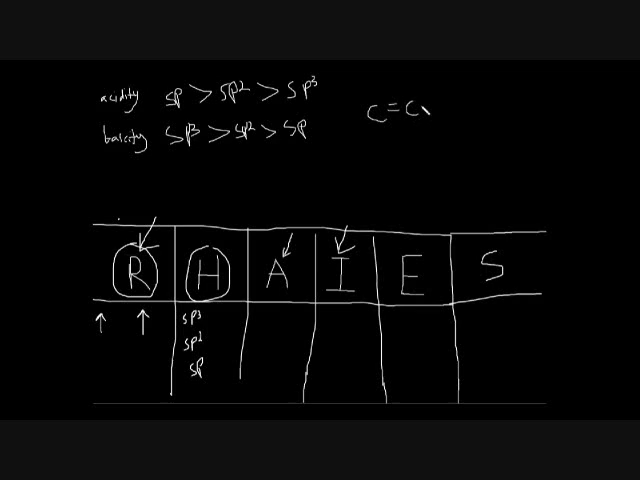 acidity sp > sp² > sp³
C=C
basicity sp³ > sp² > sp
R H A I E S
↑ ↑ sp³
sp²
sp